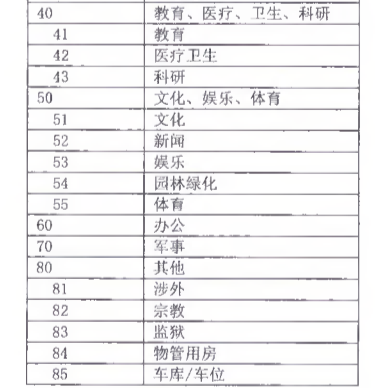 40 教育、医疗、卫生、科研
41 教育
42 医疗卫生
43 科研
50 文化、娱乐、体育
51 文化
52 新闻
53 娱乐
54 园林绿化
55 体育
60 办公
70 军事
80 其他
81 涉外
82 宗教
83 监狱
84 物管用房
85 车库/车位